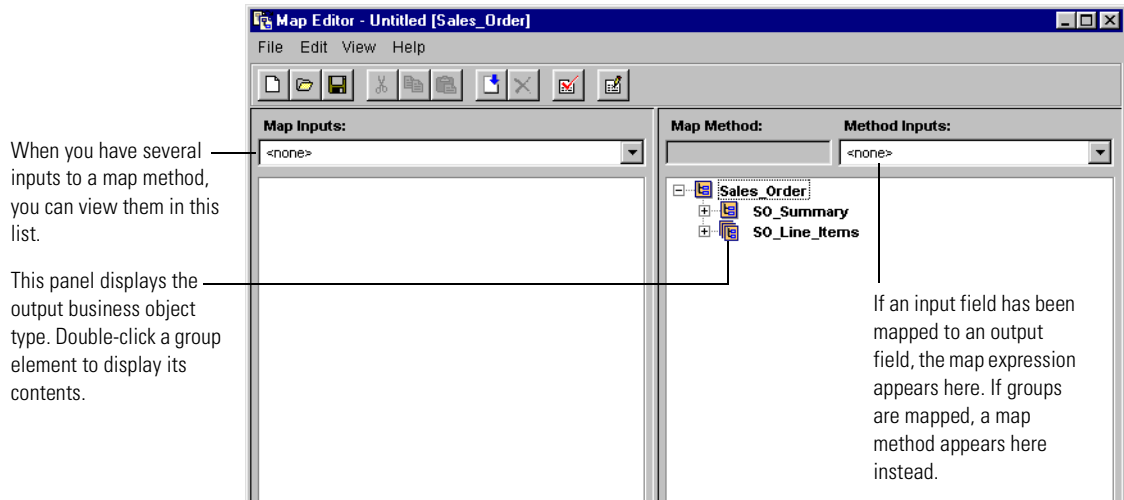 Map Editor - Untitled [Sales_Order]
File Edit View Help
Map Inputs:
<none>
Map Method:
Method Inputs:
<none>
Sales_Order
SO_Summary
SO_Line_Items
When you have several
inputs to a map method,
you can view them in this
list.
This panel displays the
output business object
type. Double-click a group
element to display its
contents.
If an input field has been
mapped to an output
field, the map expression
appears here. If groups
are mapped, a map
method appears here
instead.